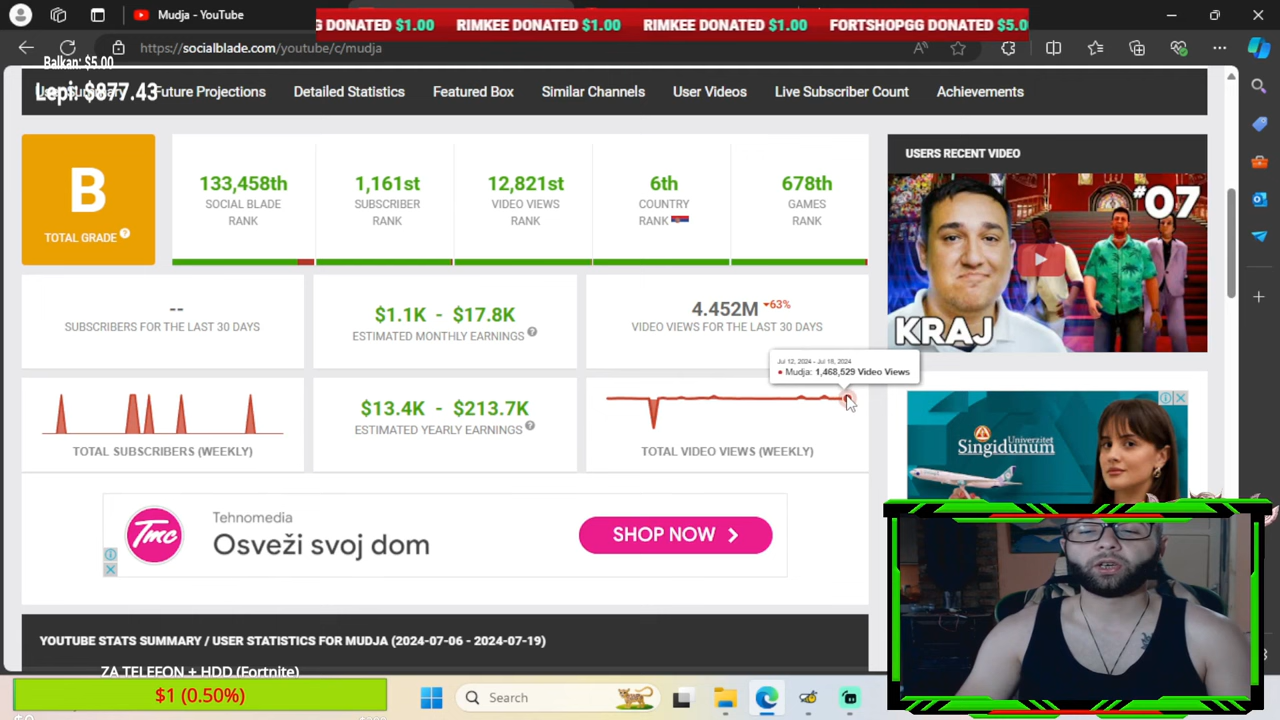 Mudja - YouTube
G DONATED $1.00 RIMKEE DONATED $1.00 RIMKEE DONATED $1.00 FORTSHOPGG DONATED $5.0
https://socialblade.com/youtube/c/mudja
Balkan: $5.00
Lepi: $877.43
Future Projections Detailed Statistics Featured Box Similar Channels User Videos Live Subscriber Count Achievements
B
TOTAL GRADE
133,458th
SOCIAL BLADE
RANK
1,161st
SUBSCRIBER
RANK
12,821st
VIDEO VIEWS
RANK
6th
COUNTRY
RANK
678th
GAMES
RANK
USERS RECENT VIDEO
#07
KRAJ
--
SUBSCRIBERS FOR THE LAST 30 DAYS
$1.1K - $17.8K
ESTIMATED MONTHLY EARNINGS
4.452M -63%
VIDEO VIEWS FOR THE LAST 30 DAYS
Jul 12, 2024 - Jul 18, 2024
Mudja: 1,468,529 Video Views
TOTAL SUBSCRIBERS (WEEKLY)
$13.4K - $213.7K
ESTIMATED YEARLY EARNINGS
TOTAL VIDEO VIEWS (WEEKLY)
Univerzitet
Singidunum
TMC
Tehnomedia
Osveži svoj dom
SHOP NOW
YOUTUBE STATS SUMMARY / USER STATISTICS FOR MUDJA (2024-07-06 - 2024-07-19)
ZA TELEFON + HDD (Fortnite)
$1 (0.50%)
Search